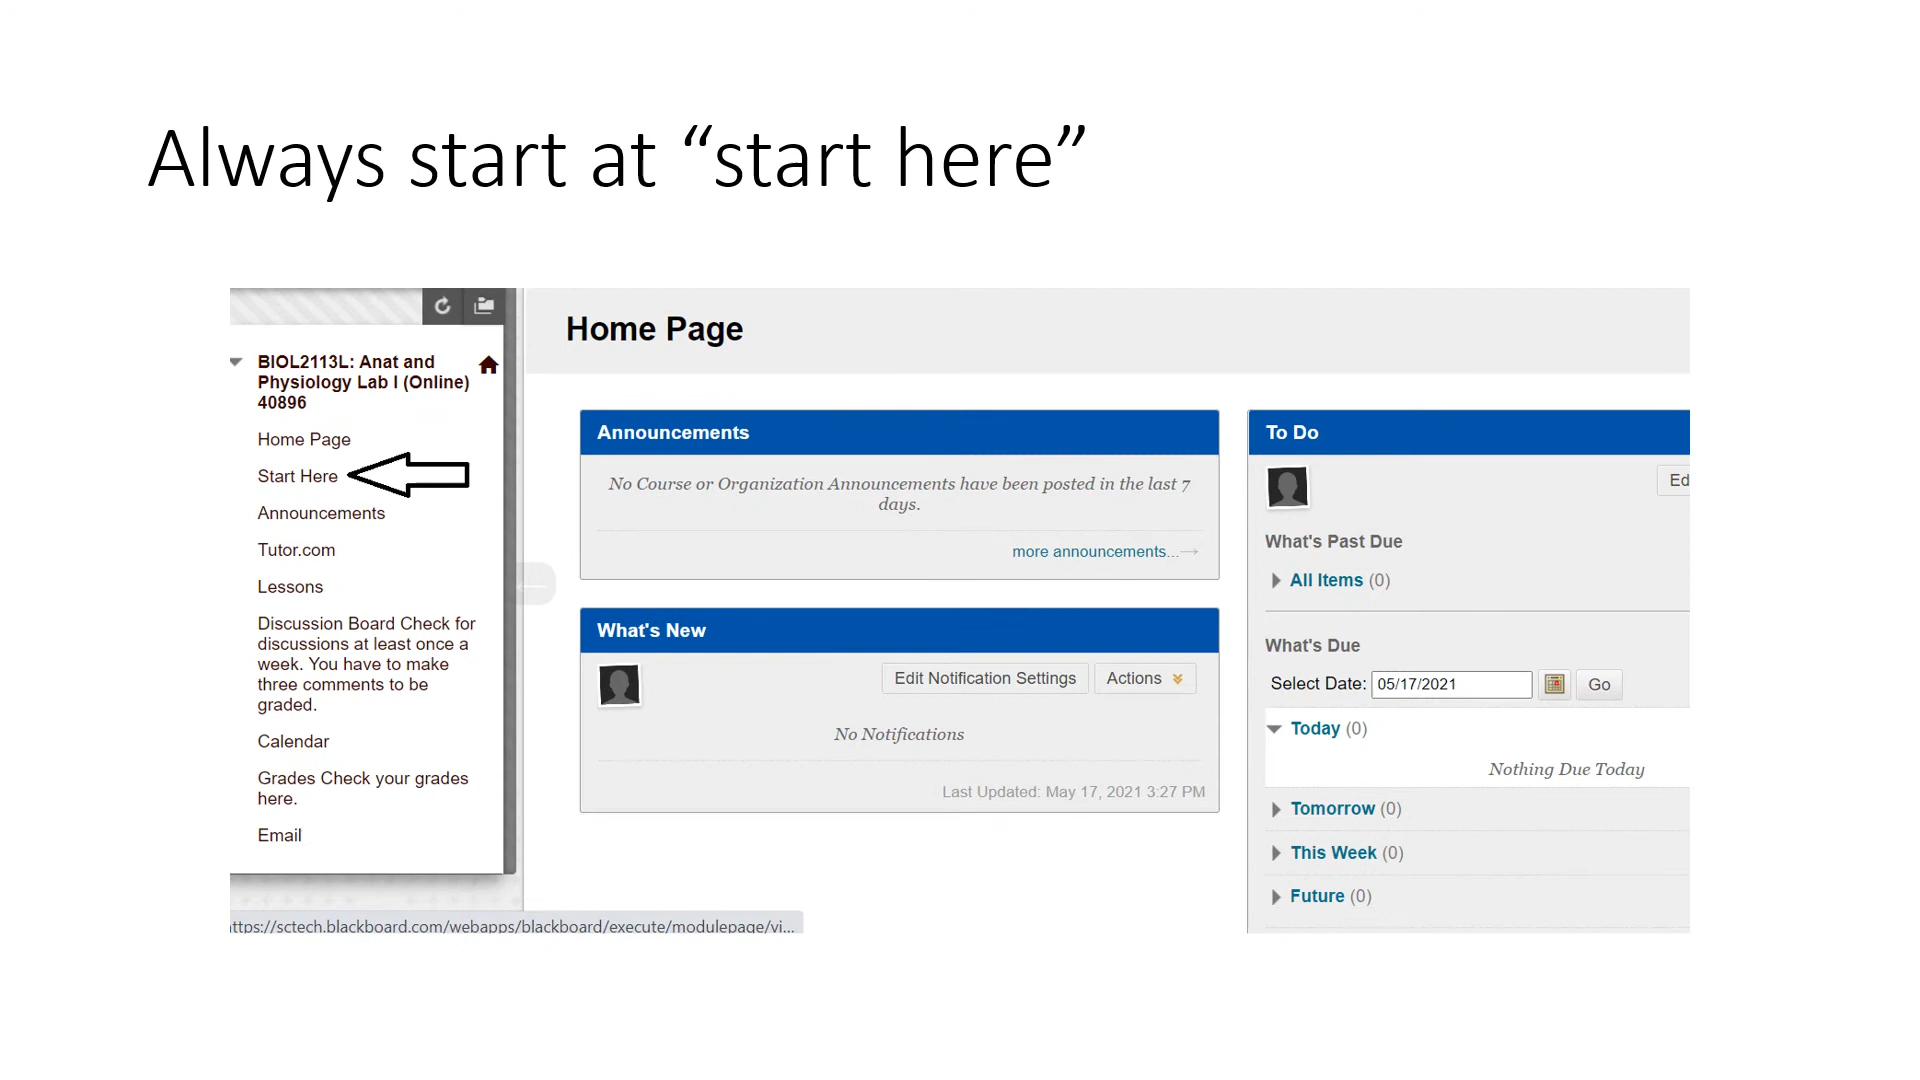 Always start at “start here”
BIOL2113L: Anat and
Physiology Lab I (Online)
40896
Home Page
Start Here
Announcements
Tutor.com
Lessons
Discussion Board Check for
discussions at least once a
week. You have to make
three comments to be
graded.
Calendar
Grades Check your grades
here.
Email
ttps://sctech.blackboard.com/webapps/blackboard/execute/modulepage/vi...
Home Page
Announcements
No Course or Organization Announcements have been posted in the last 7
days.
more announcements...→
What's New
Edit Notification Settings
Actions
No Notifications
Last Updated: May 17, 2021 3:27 PM
To Do
Ed
What's Past Due
All Items (0)
What's Due
Select Date: 05/17/2021 Go
Today (0)
Nothing Due Today
Tomorrow (0)
This Week (0)
Future (0)